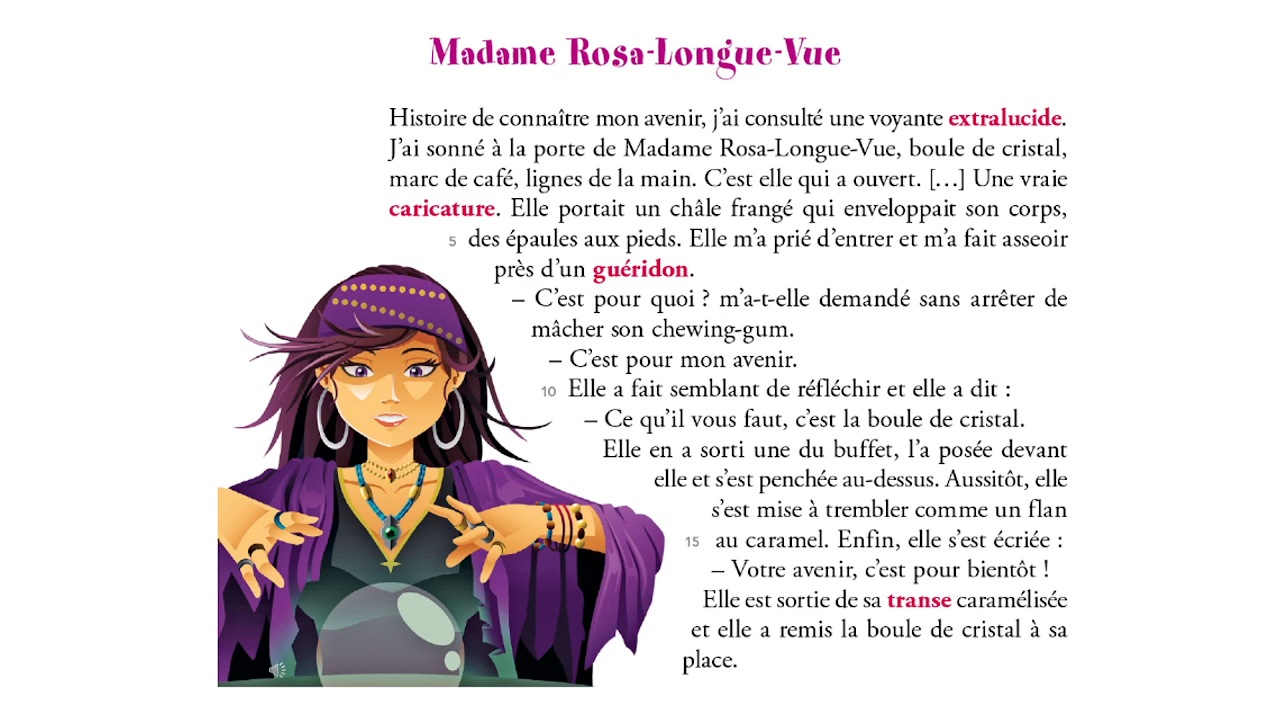 Madame Rosa-Longue-Vue
Histoire de connaître mon avenir, j'ai consulté une voyante extralucide.
J'ai sonné à la porte de Madame Rosa-Longue-Vue, boule de cristal,
marc de café, lignes de la main. C'est elle qui a ouvert. […] Une vraie
caricature. Elle portait un châle frangé qui enveloppait son corps,
5 des épaules aux pieds. Elle m'a prié d'entrer et m'a fait asseoir
près d'un guéridon.
– C'est pour quoi ? m'a-t-elle demandé sans arrêter de
mâcher son chewing-gum.
– C'est pour mon avenir.
10 Elle a fait semblant de réfléchir et elle a dit :
– Ce qu'il vous faut, c'est la boule de cristal.
Elle en a sorti une du buffet, l'a posée devant
elle et s'est penchée au-dessus. Aussitôt, elle
s'est mise à trembler comme un flan
15 au caramel. Enfin, elle s'est écriée :
– Votre avenir, c'est pour bientôt !
Elle est sortie de sa transe caramélisée
et elle a remis la boule de cristal à sa
place.